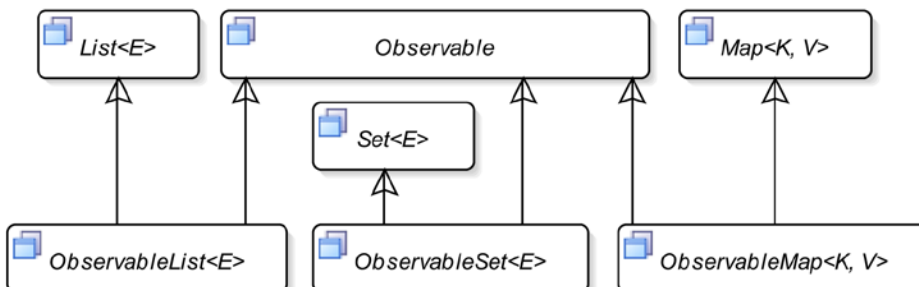 List<E>
Observable
Map<K, V>
Set<E>
ObservableList<E>
ObservableSet<E>
ObservableMap<K, V>